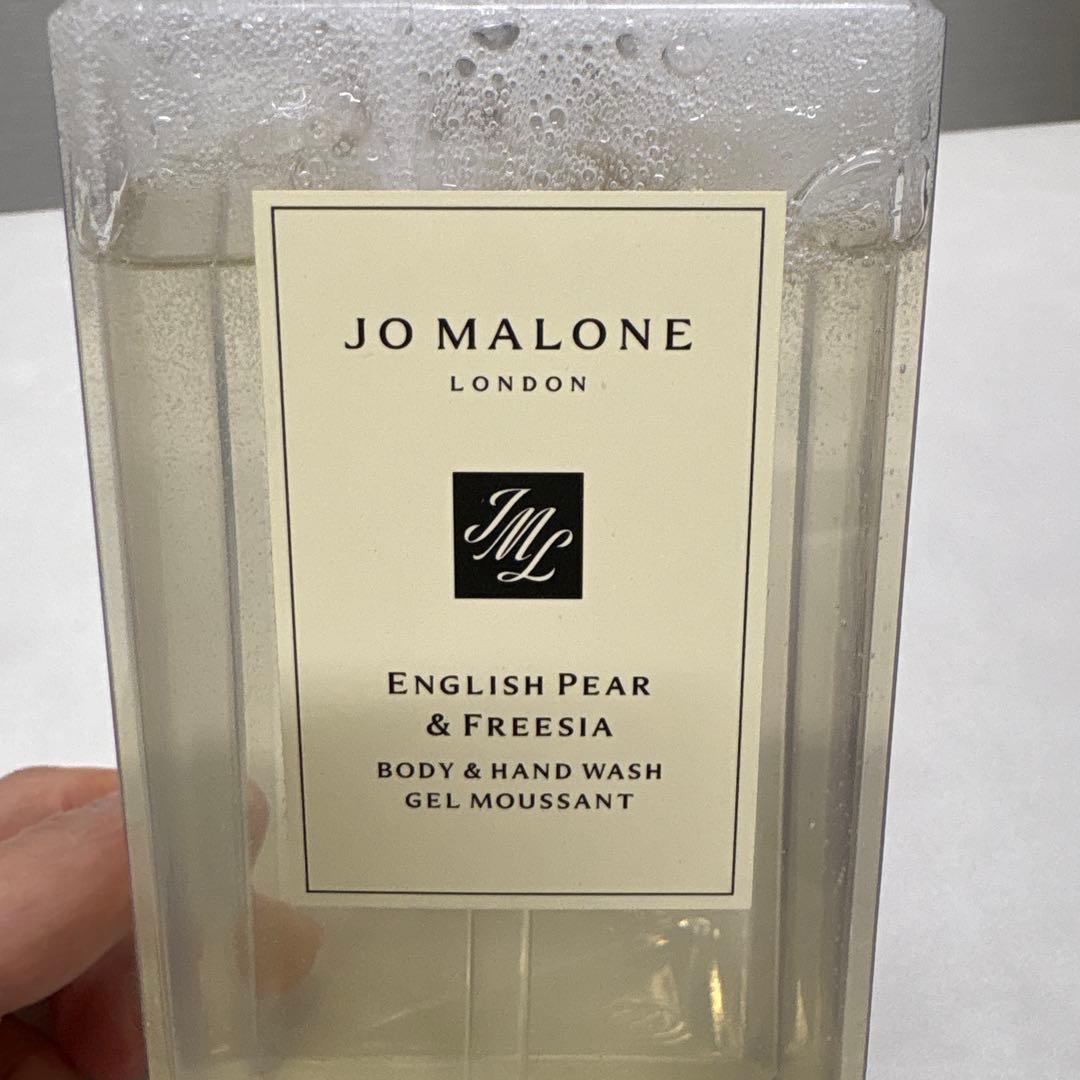 JO MALONE
LONDON
JML
ENGLISH PEAR
& FREESIA
BODY & HAND WASH
GEL MOUSSANT